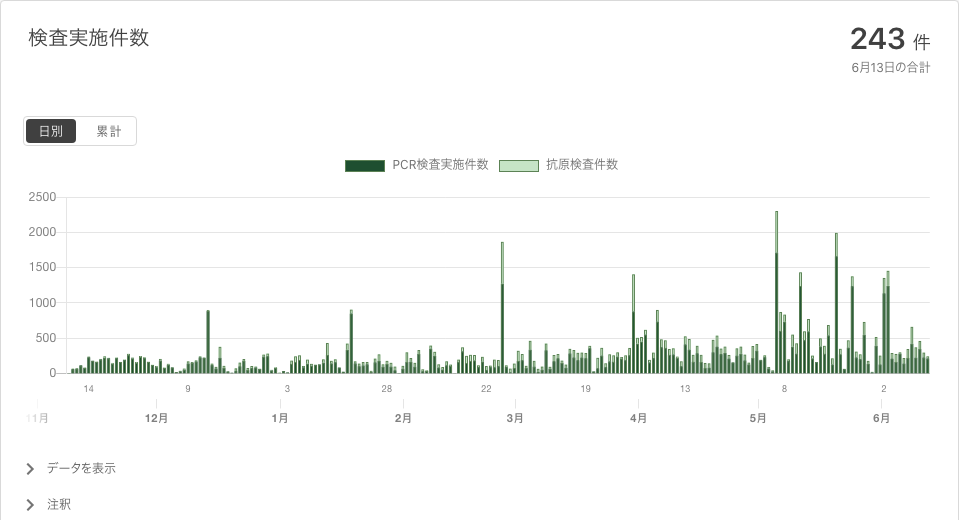 検査実施件数
243 件
6月13日の合計
日別 累計
PCR検査実施件数 抗原検査件数
2500
2000
1500
1000
500
0
14 9 3 28 22 19 13 8 2
11月 12月 1月 2月 3月 4月 5月 6月
データを表示
注釈